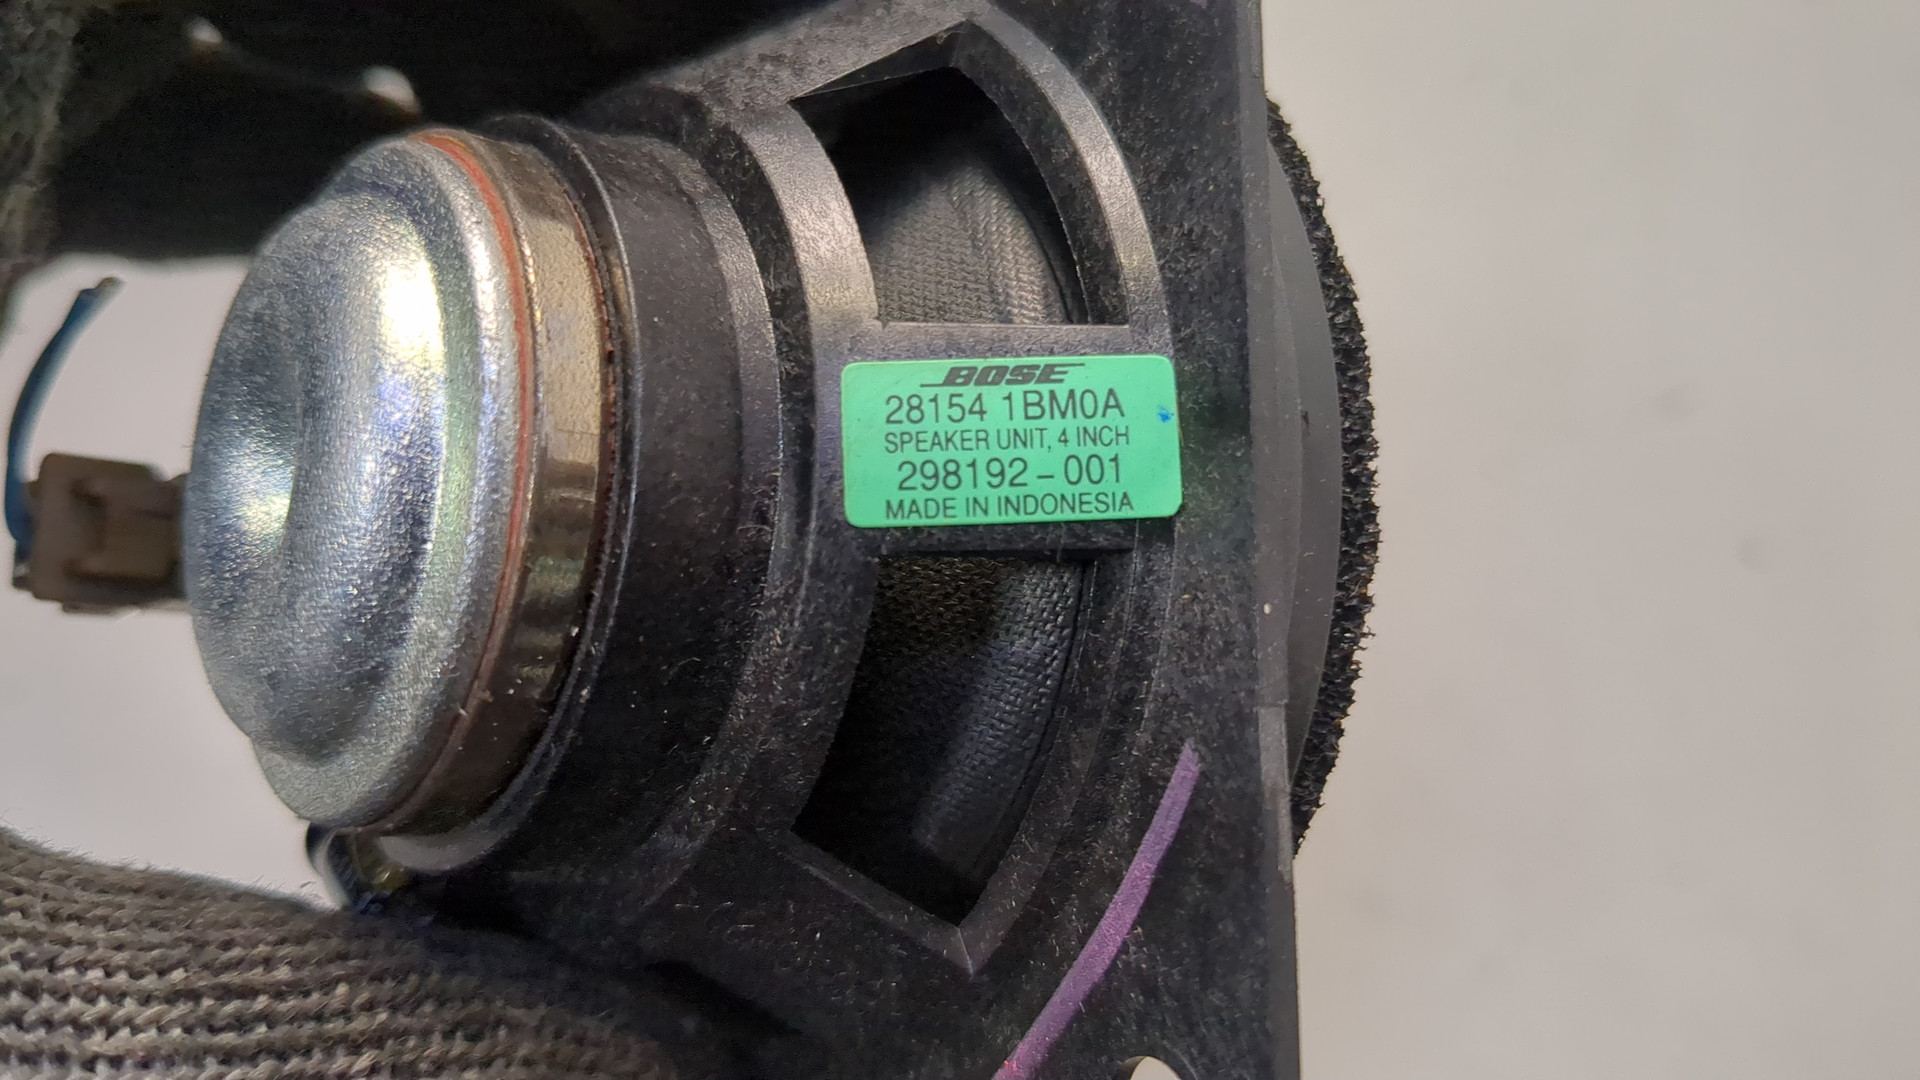 BOSE
28154 1BM0A
SPEAKER UNIT, 4 INCH
298192-001
MADE IN INDONESIA